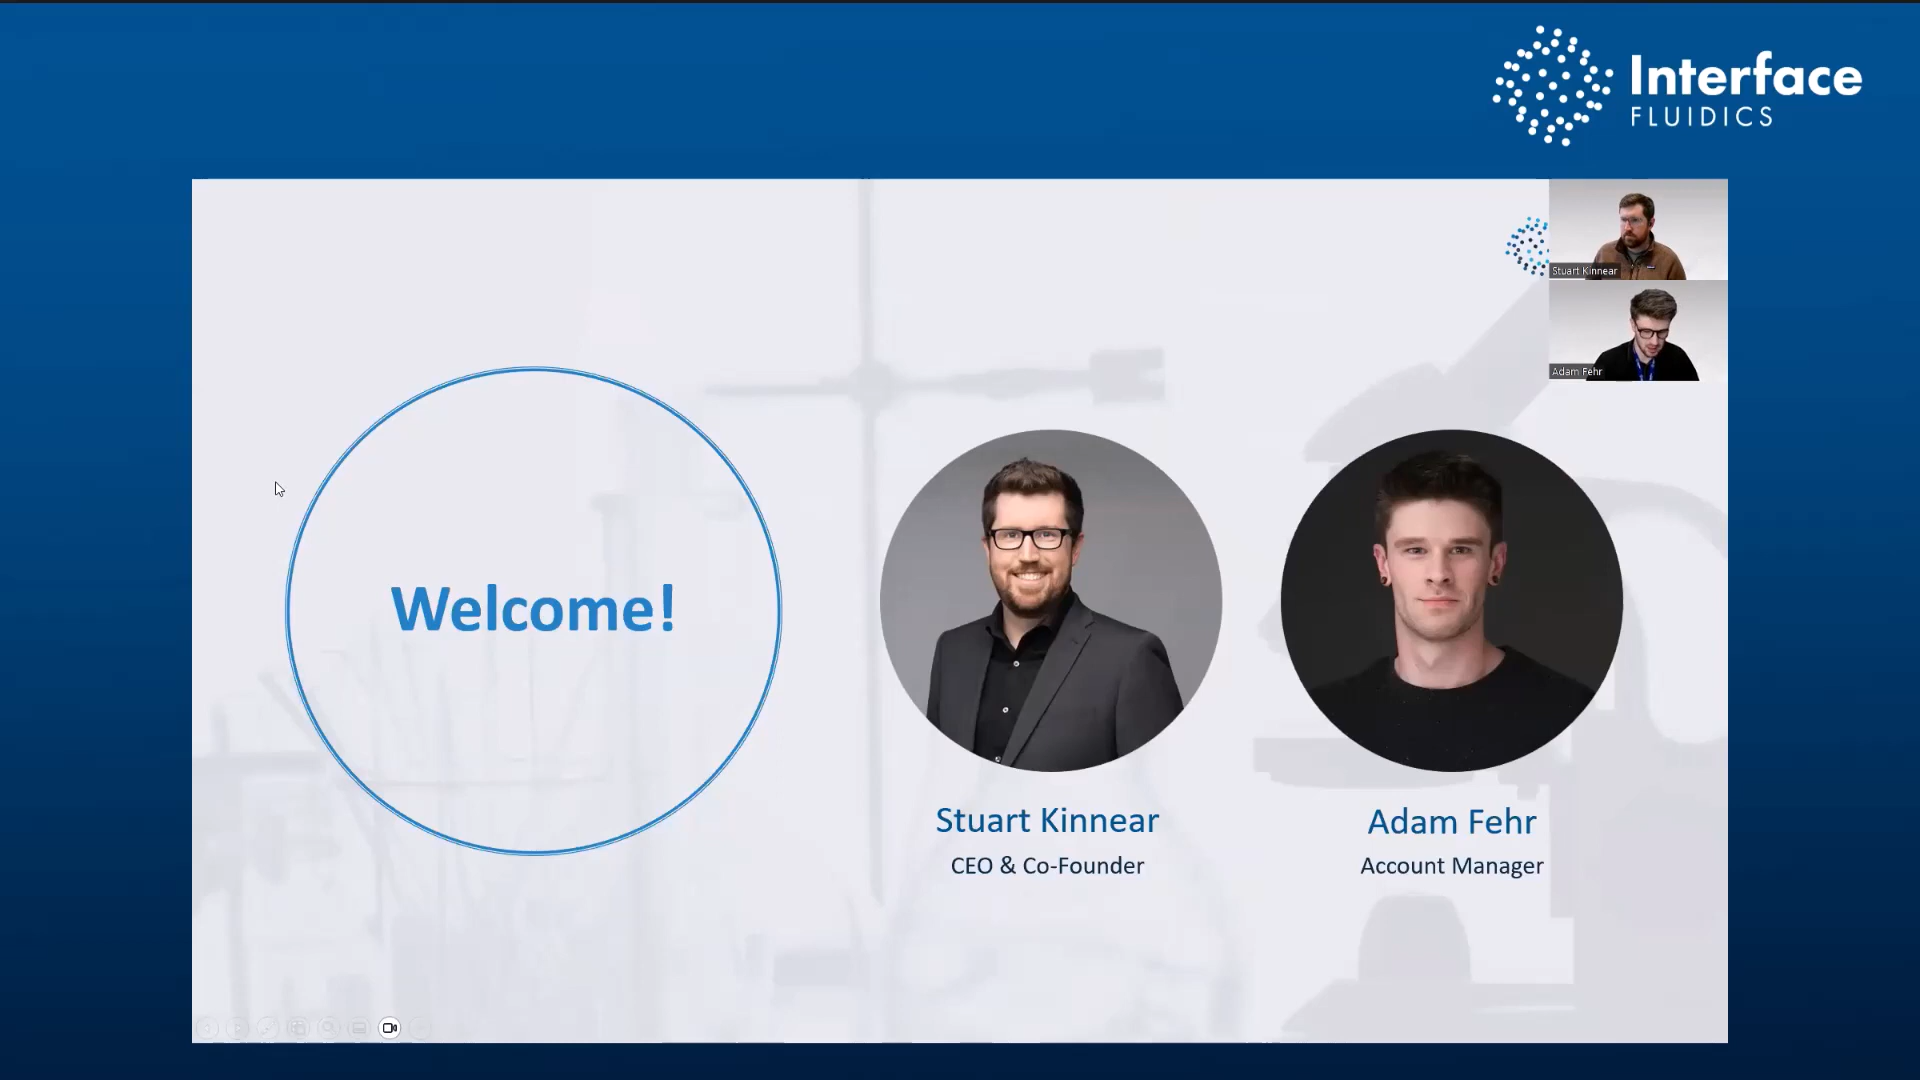 Interface
FLUIDICS
Stuart Kinnear
Adam Fehr
Welcome!
Stuart Kinnear
CEO & Co-Founder
Adam Fehr
Account Manager